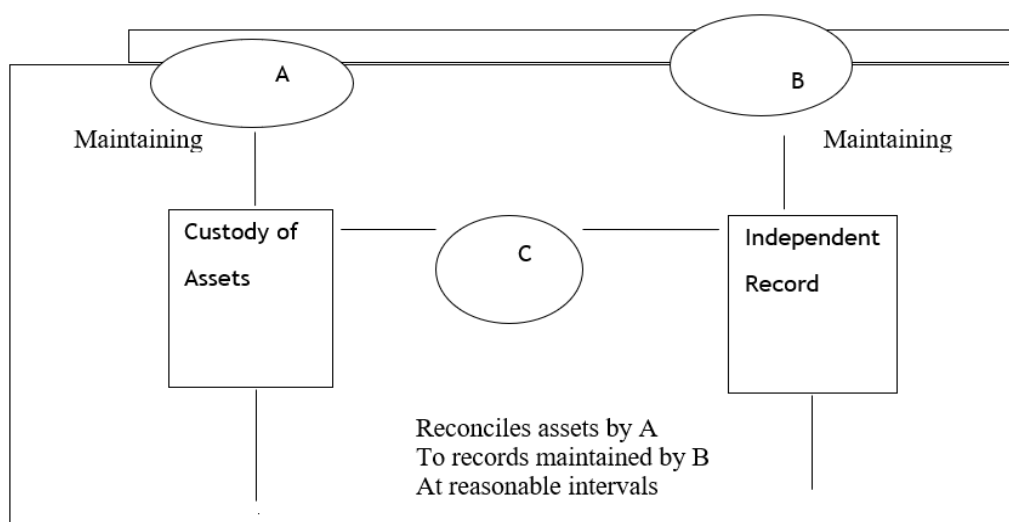 A
B
Maintaining
Maintaining
Custody of
Assets
C
Independent
Record
Reconciles assets by A
To records maintained by B
At reasonable intervals